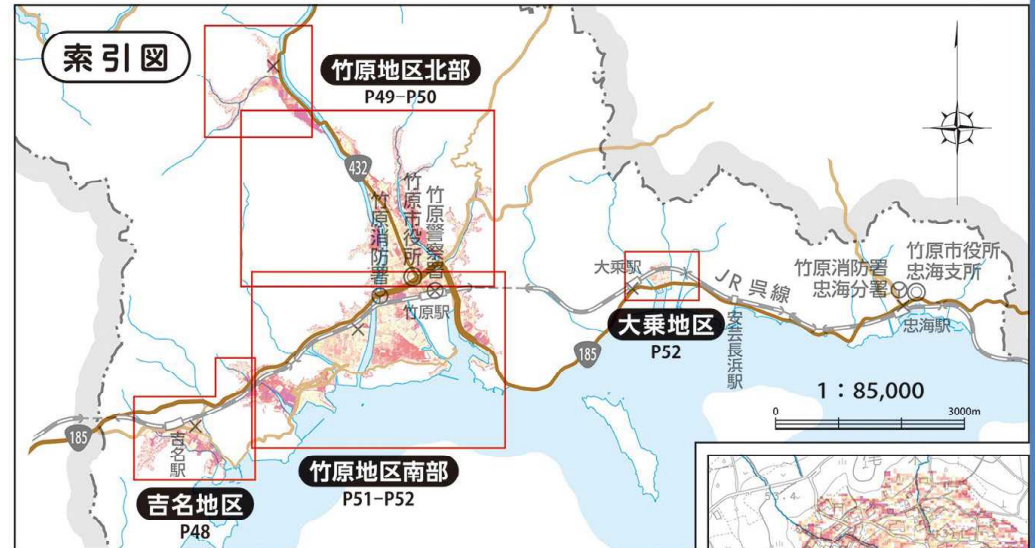 索引図
竹原地区北部
P49-P50
432
竹原消防署
竹原市役所
竹原警察署
竹原駅
大乗駅
JR呉線
安芸長浜駅
竹原消防署
忠海分署
竹原市役所
忠海支所
忠海駅
大乗地区
P52
185
1：85,000
0 3000m
185
吉名駅
吉名地区
P48
竹原地区南部
P51-P52